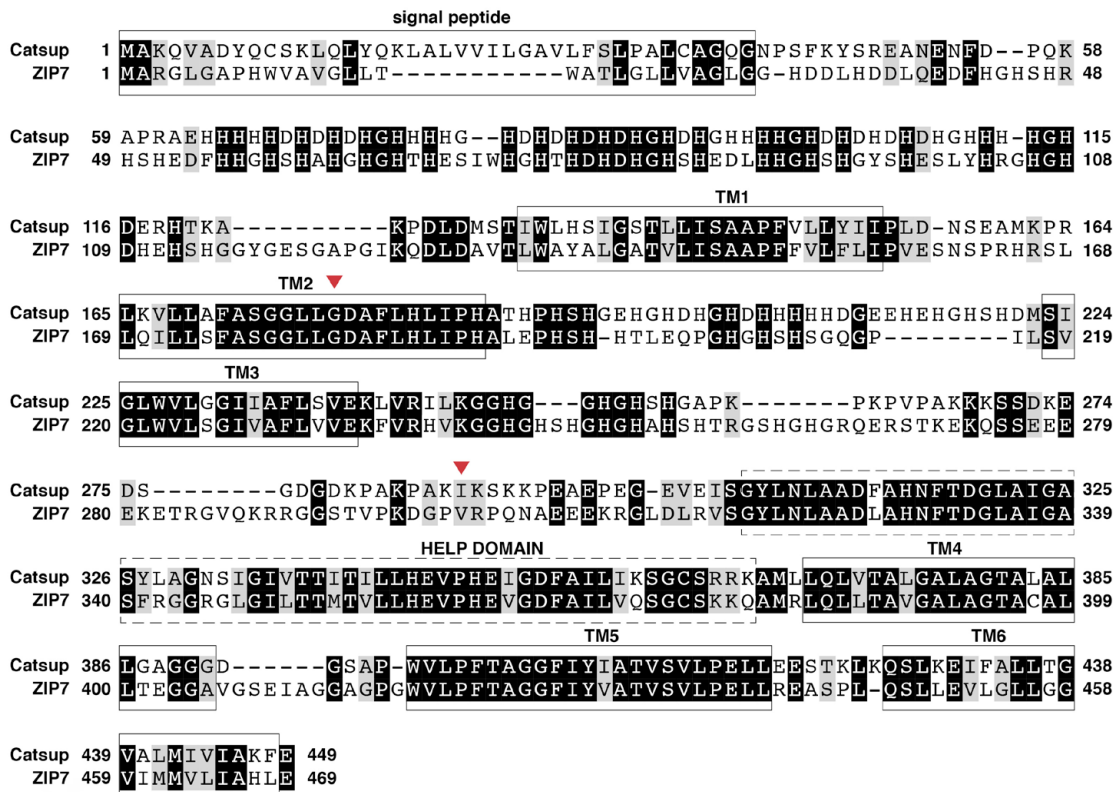 signal peptide
Catsup 1 MAKQVADYQCSKLQLYQKLALVVILGAVLFSLPALCAGQGNPSFKYSREANENFD--PQK 58
ZIP7 1 MARGLGAPHWVAVGLLT-----------WATLGLLVAGLGG-HDDLHDDLQEDFHGHSHR 48
Catsup 59 APRAEHHHHHDHDHDHGHHHHG--HDHDHDHDHGHDHGHHHHGHDHDHDHDHGHHH-HGH 115
ZIP7 49 HSHEDFHHGHSHAHGHGHTHESIWHGHTHDHDHGHSHEDLHHGHSHGYSHESLYHRGHGH 108
TM1
Catsup 116 DERHTKA----------KPDLDMSTIWLHSIGSTLLISAAPFVLLYIIPLD-NSEAMKPR 164
ZIP7 109 DHEHSHGGYGESGAPGIKQDLDAVTLWAYALGATVLISAAPFFVLFLIPVESNSPRHRSL 168
TM2
Catsup 165 LKVLLAFASGGLLGDAFLHLIPHATHPHSHGEHDHGHDHHHHHHDGEEHEHGHSHDMSI 224
ZIP7 169 LQILLSFASGGLLGDAFLHLIPHALEPHSH-HTLEQPGHGHSHSGQGP--------ILSV 219
TM3
Catsup 225 GLWVLGGIIAFLSVEKLVRILKGGHG---GHGHSHGAPK-------PKPVPAKKKSSDKE 274
ZIP7 220 GLWVLSGIVAFLVVEKFVRHVKGGHGHSHGHGHAHSHTRGSHGHGRQERSTKEKQSSEEE 279
Catsup 275 DS--------GDGDKPAKPAKIKSKKPEAEPEG-EVEISGYLNLAADFAHNFTDGLAIGA 325
ZIP7 280 EKETRGVQKRRGGSTVPKDGPVRPQNAEEEKRGLDLRVSGYLNLAADLAHNFTDGLAIGA 339
HELP DOMAIN
TM4
Catsup 326 SYLAGNSIGIVTTITILLHEVPHEIGDFAILIKSGCSRRKAMLLQLVTALGALAGTALAL 385
ZIP7 340 SFRGGRGLGILTTMTVLLHEVPHEVGDFAILVQSGCSKKQAMRLQLLTAVGALAGTACAL 399
TM5
TM6
Catsup 386 LGAGGGD------GSAP-WVLPFTAGGFIYIATVSVLPELLEESTKLKQSLKEIFALLTG 438
ZIP7 400 LTEGGAVGSEIAGGAGPGWVLPFTAGGFIYVATVSVLPELLREASPL-QSLLEVLGLLGG 458
Catsup 439 VALMIVIAKFE 449
ZIP7 459 VIMMVLIAHLE 469